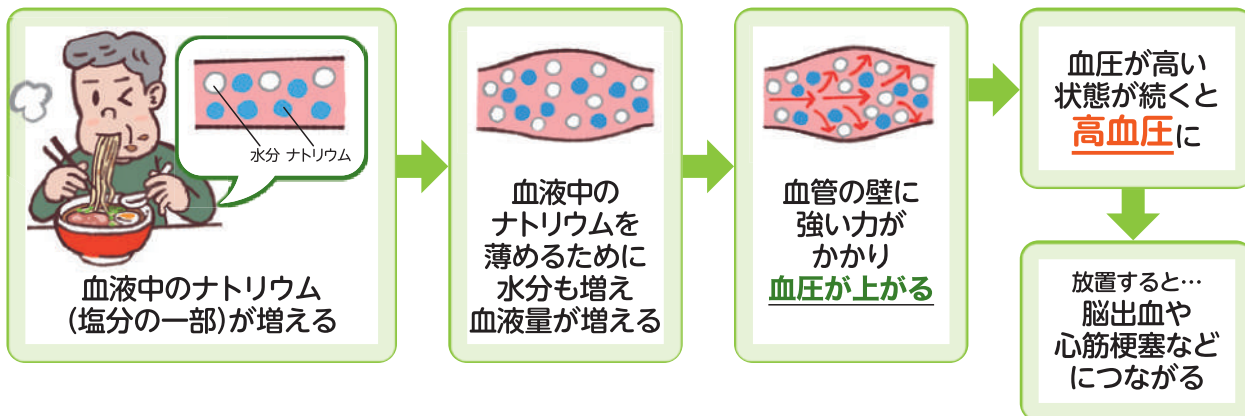 水分 ナトリウム
血液中のナトリウム
(塩分の一部)が増える
血液中の
ナトリウムを
薄めるために
水分も増え
血液量が増える
血管の壁に
強い力が
かかり
血圧が上がる
血圧が高い
状態が続くと
高血圧に
放置すると…
脳出血や
心筋梗塞など
につながる